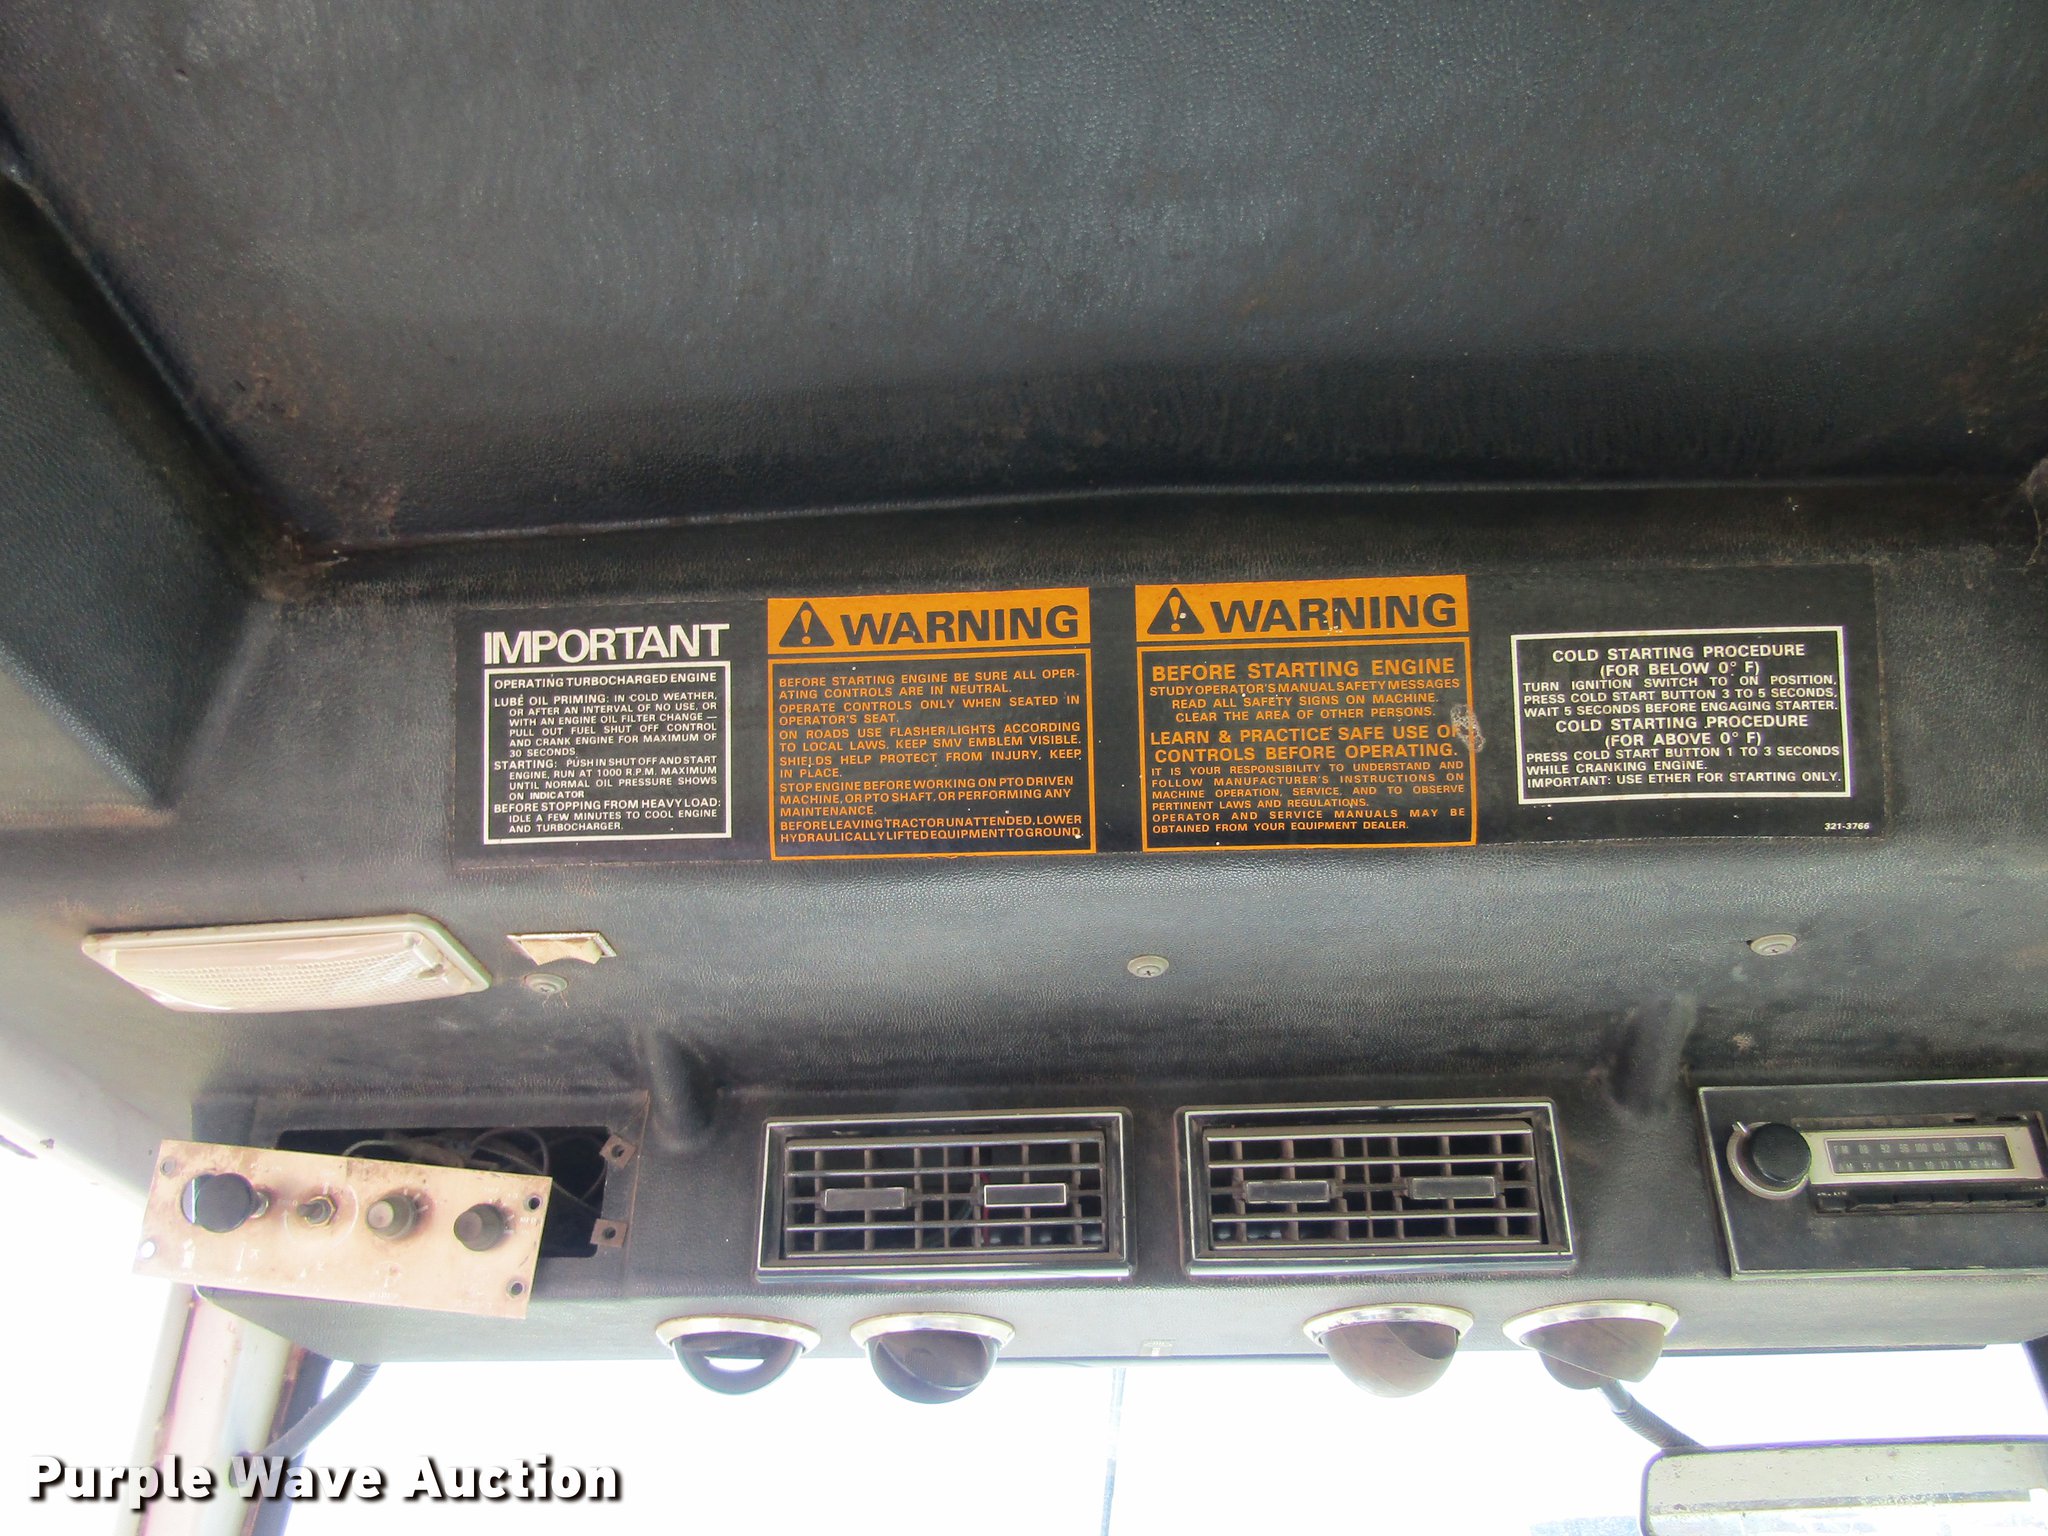 IMPORTANT
OPERATING TURBOCHARGED ENGINE
LUBE OIL PRIMING: IN COLD WEATHER,
OR AFTER AN INTERVAL OF NO USE, OR
WITH AN ENGINE OIL FILTER CHANGE —
PULL OUT FUEL SHUT OFF CONTROL
AND CRANK ENGINE FOR MAXIMUM OF
30 SECONDS.
STARTING: PUSH IN SHUT OFF AND START
ENGINE, RUN AT 1000 R.P.M. MAXIMUM
UNTIL NORMAL OIL PRESSURE SHOWS
ON INDICATOR
BEFORE STOPPING FROM HEAVY LOAD:
IDLE A FEW MINUTES TO COOL ENGINE
AND TURBOCHARGER.
WARNING
BEFORE STARTING ENGINE BE SURE ALL OPER-
ATING CONTROLS ARE IN NEUTRAL.
OPERATE CONTROLS ONLY WHEN SEATED IN
OPERATOR'S SEAT.
ON ROADS USE FLASHER/LIGHTS ACCORDING
TO LOCAL LAWS. KEEP SMV EMBLEM VISIBLE.
SHIELDS HELP PROTECT FROM INJURY. KEEP
IN PLACE.
STOP ENGINE BEFORE WORKING ON PTO DRIVEN
MACHINE, OR PTO SHAFT, OR PERFORMING ANY
MAINTENANCE.
BEFORE LEAVING TRACTOR UNATTENDED, LOWER
HYDRAULICALLY LIFTED EQUIPMENT TO GROUND.
WARNING
BEFORE STARTING ENGINE
STUDY OPERATOR'S MANUAL SAFETY MESSAGES
READ ALL SAFETY SIGNS ON MACHINE.
CLEAR THE AREA OF OTHER PERSONS.
LEARN & PRACTICE SAFE USE OF
CONTROLS BEFORE OPERATING.
IT IS YOUR RESPONSIBILITY TO UNDERSTAND AND
FOLLOW MANUFACTURER'S INSTRUCTIONS ON
MACHINE OPERATION, SERVICE, AND TO OBSERVE
PERTINENT LAWS AND REGULATIONS.
OPERATOR AND SERVICE MANUALS MAY BE
OBTAINED FROM YOUR EQUIPMENT DEALER.
COLD STARTING PROCEDURE
(FOR BELOW 0° F)
TURN IGNITION SWITCH TO ON POSITION.
PRESS COLD START BUTTON 3 TO 5 SECONDS.
WAIT 5 SECONDS BEFORE ENGAGING STARTER.
COLD STARTING PROCEDURE
(FOR ABOVE 0° F)
PRESS COLD START BUTTON 1 TO 3 SECONDS
WHILE CRANKING ENGINE.
IMPORTANT: USE ETHER FOR STARTING ONLY.
321-3766
FM 88 92 96 100 104 108
AM
Purple Wave Auction